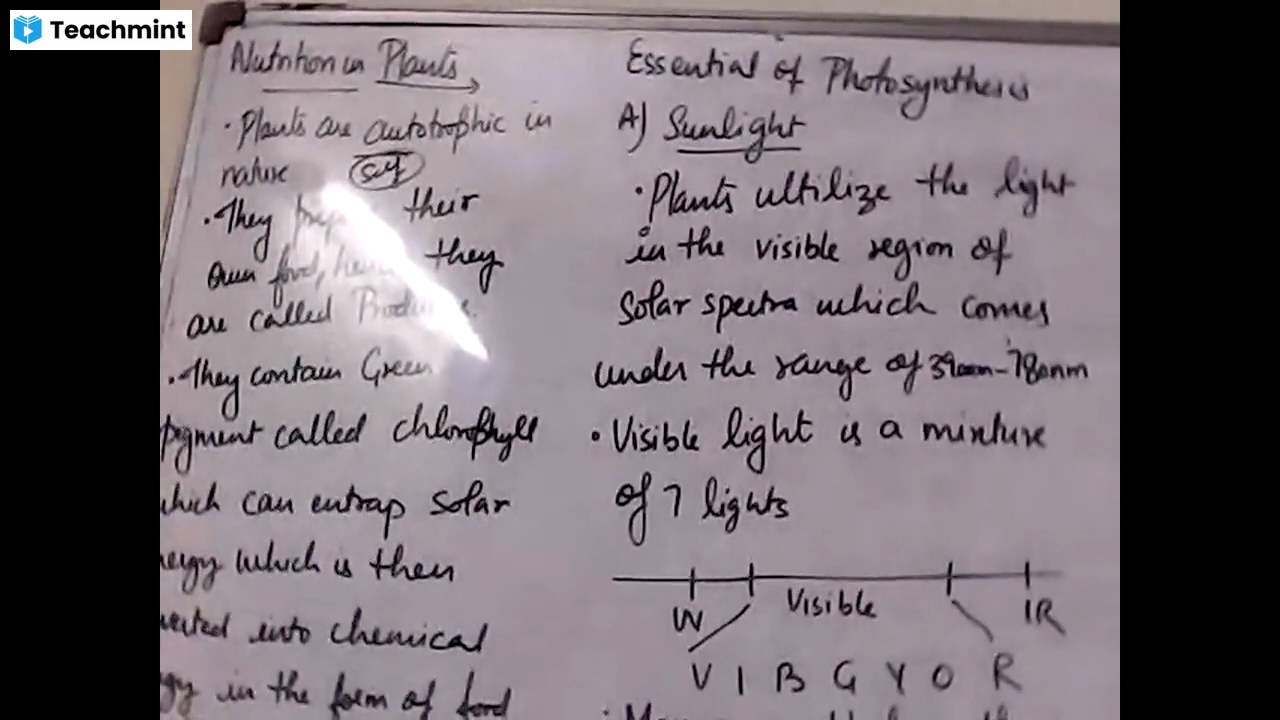 Teachmint
Nutrition in Plants
• Plants are autotrophic in
nature self
• They their
own food, they
are called
• They contain Green
pigment called chlorophyll
which can entrap solar
energy which is then
into chemical
in the form of food
Essential of Photosynthesis
A) Sunlight
• Plants ultilize the light
in the visible region of
solar spectra which comes
under the range of 390nm-780nm
• Visible light is a mixture
of 7 lights
UV Visible IR
V I B G Y O R